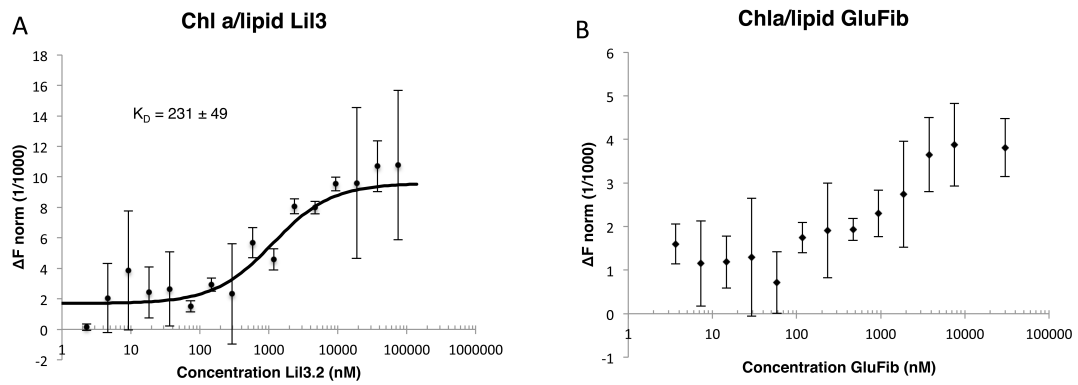 A
Chl a/lipid Lil3
18
16
14
12
10
8
6
4
2
0
-2
ΔF norm (1/1000)
K_D = 231 ± 49
1 10 100 1000 10000 100000 1000000
Concentration Lil3.2 (nM)
B
Chla/lipid GluFib
6
5
4
3
2
1
0
-1
ΔF norm (1/1000)
1 10 100 1000 10000 100000
Concentration GluFib (nM)